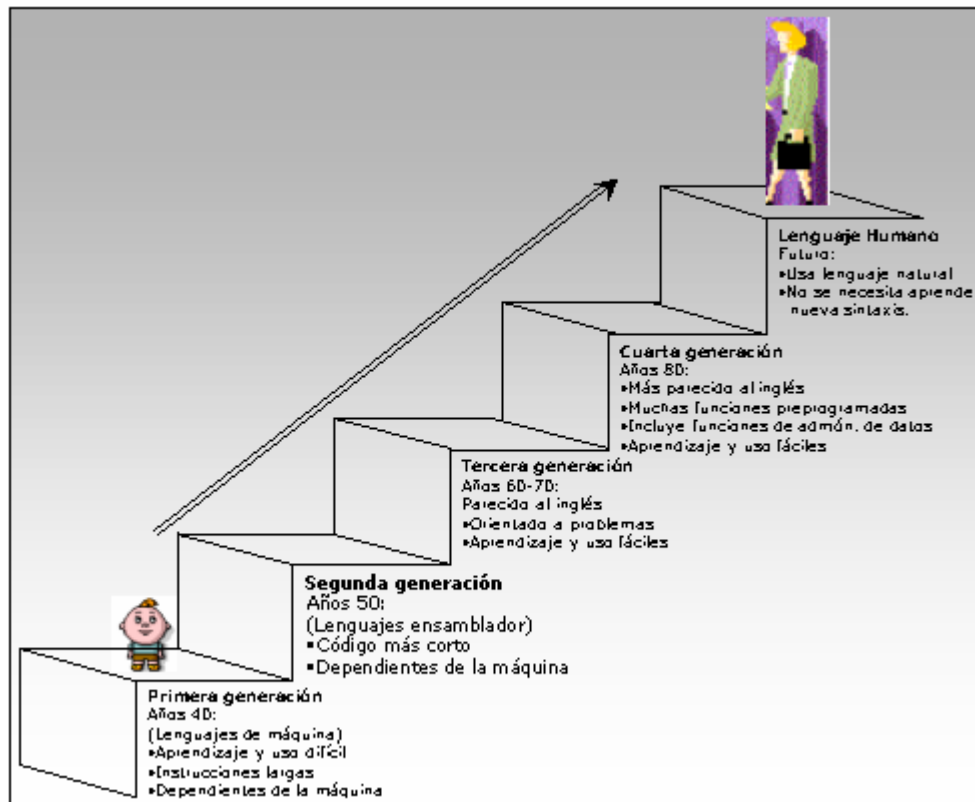 Lenguaje Humano
Futuro:
•Usa lenguaje natural
•No se necesita aprende
nueva sintaxis.
Cuarta generación
Años 80:
•Más parecido al inglés
•Muchas funciones preprogramadas
•Incluye funciones de admón. de datos
•Aprendizaje y uso fáciles
Tercera generación
Años 60-70:
Parecido al inglés
•Orientado a problemas
•Aprendizaje y uso fáciles
Segunda generación
Años 50:
(Lenguajes ensamblador)
▪Código más corto
▪Dependientes de la máquina
Primera generación
Años 40:
(Lenguajes de máquina)
•Aprendizaje y uso difícil
•Instrucciones largas
•Dependientes de la máquina